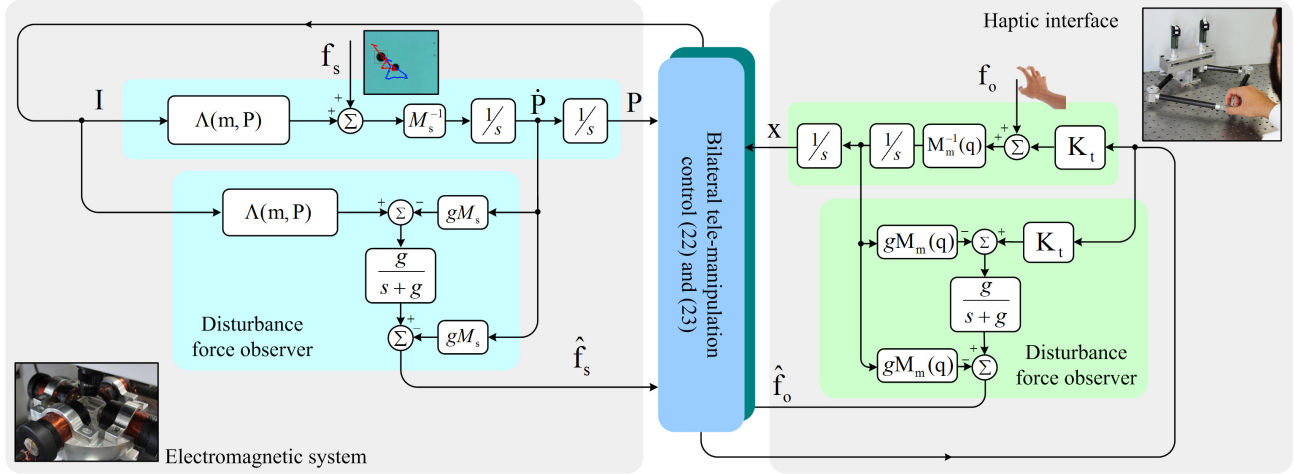 Haptic interface
f_s
f_o
I
Λ(m, P)
+
+
Σ
M_s^{-1}
1/s
Ṗ
1/s
P
x
1/s
1/s
M_m^{-1}(q)
+
+
Σ
K_t
Bilateral tele-manipulation
control (22) and (23)
Λ(m, P)
+
Σ
−
gM_s
gM_m(q)
−
Σ
+
K_t
g
s + g
g
s + g
Disturbance
force observer
+
Σ
−
gM_s
gM_m(q)
−
+
Σ
Disturbance
force observer
f̂_s
f̂_o
Electromagnetic system